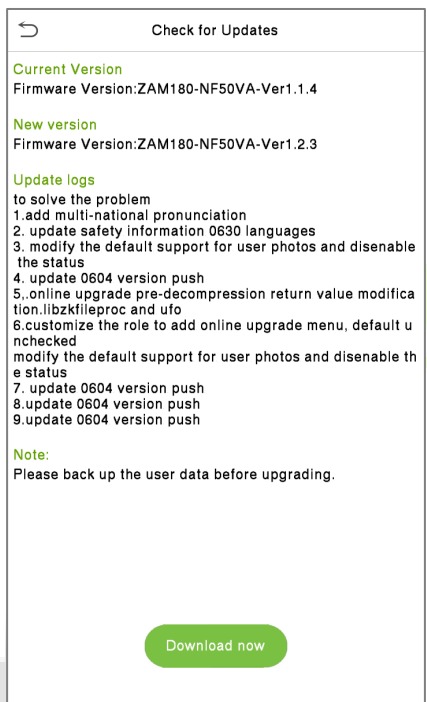 Check for Updates
Current Version
Firmware Version:ZAM180-NF50VA-Ver1.1.4
New version
Firmware Version:ZAM180-NF50VA-Ver1.2.3
Update logs
to solve the problem
1.add multi-national pronunciation
2. update safety information 0630 languages
3. modify the default support for user photos and disenable
the status
4. update 0604 version push
5,.online upgrade pre-decompression return value modifica
tion.libzkfileproc and ufo
6.customize the role to add online upgrade menu, default u
nchecked
modify the default support for user photos and disenable th
e status
7. update 0604 version push
8.update 0604 version push
9.update 0604 version push
Note:
Please back up the user data before upgrading.
Download now